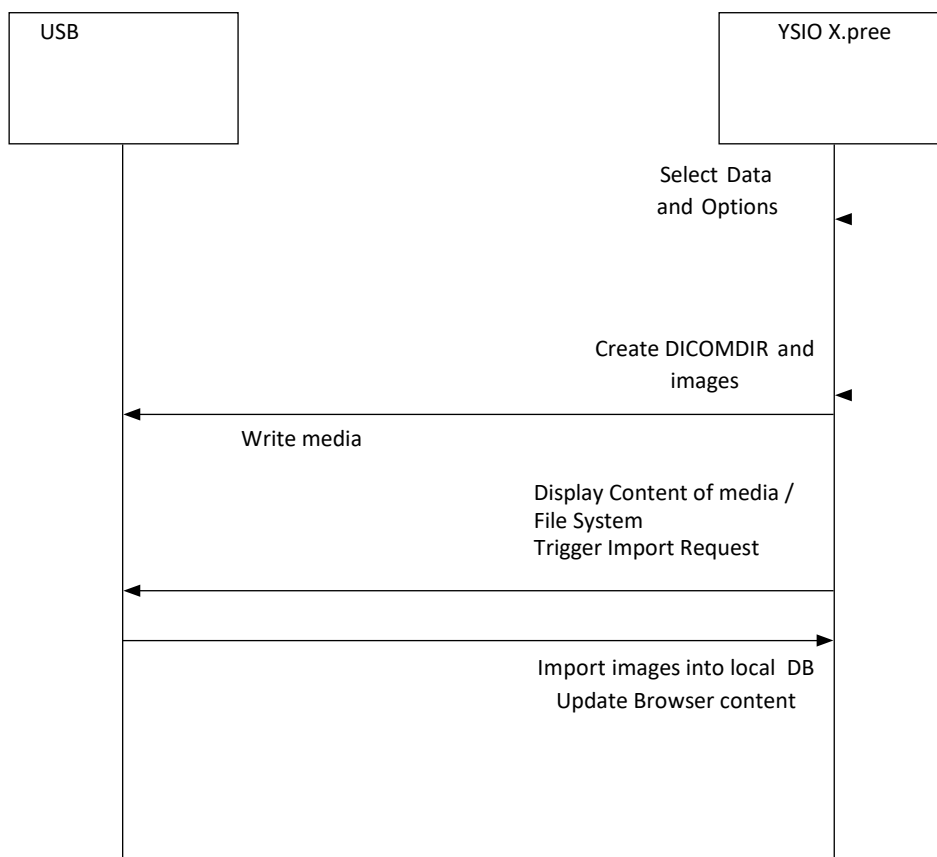 USB
YSIO X.pree
Select Data
and Options
Create DICOMDIR and
images
Write media
Display Content of media /
File System
Trigger Import Request
Import images into local DB
Update Browser content